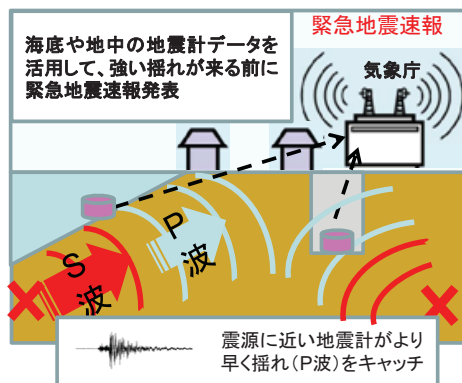 緊急地震速報
海底や地中の地震計データを
活用して、強い揺れが来る前に
緊急地震速報発表
気象庁
P波
S波
震源に近い地震計がより
早く揺れ(P波)をキャッチ